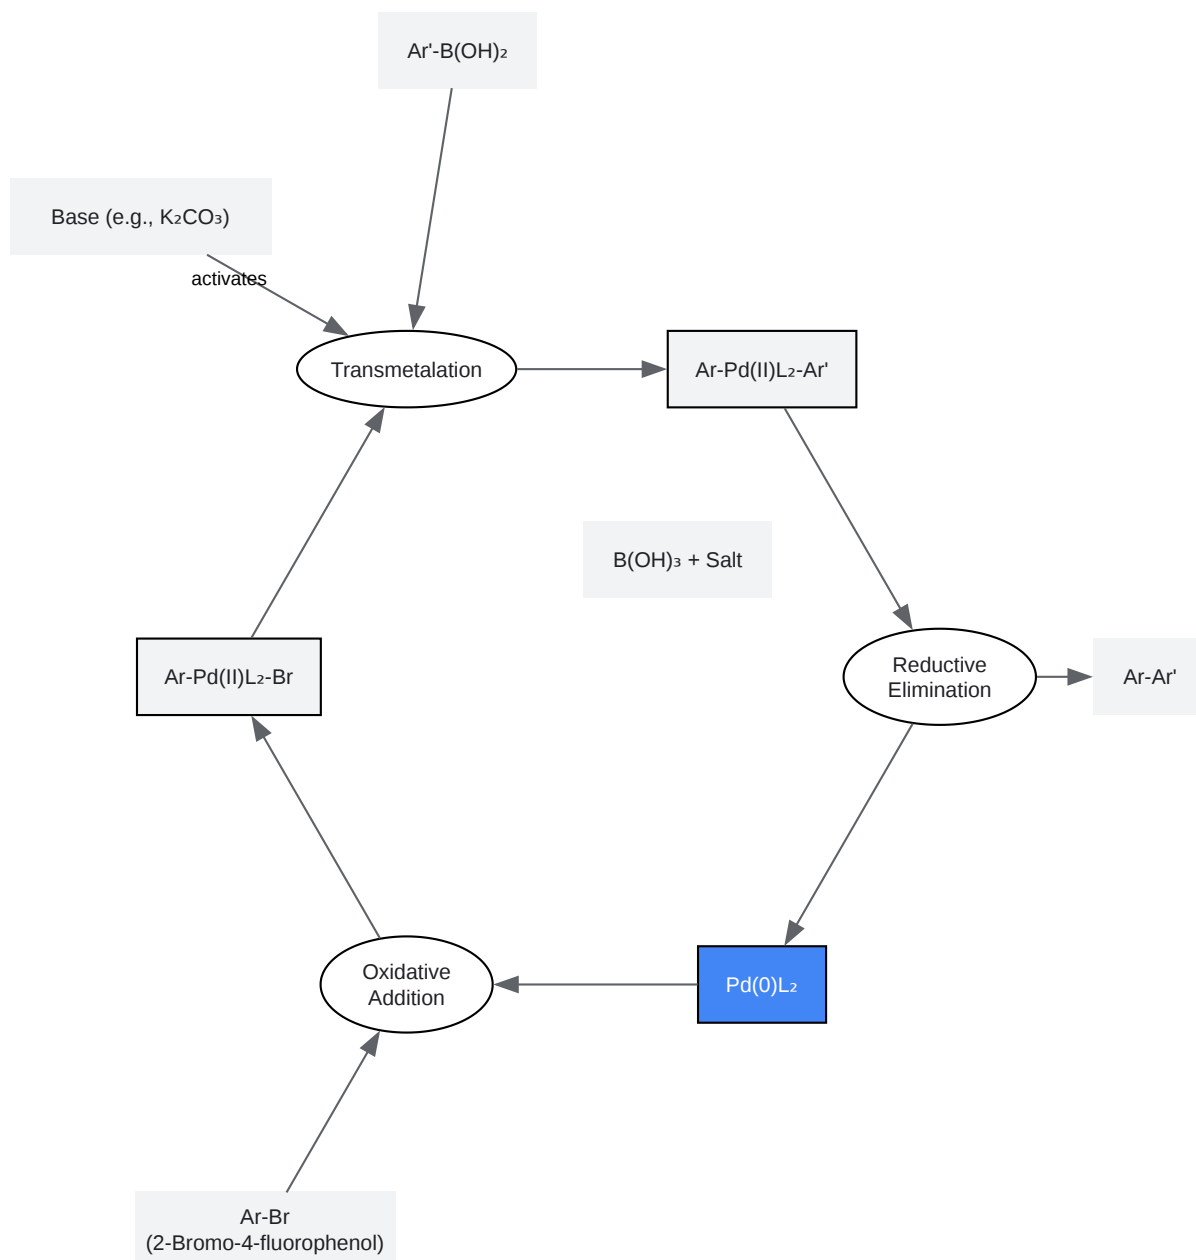 Ar'-B(OH)₂
Base (e.g., K₂CO₃)
activates
Transmetalation
Ar-Pd(II)L₂-Ar'
B(OH)₃ + Salt
Ar-Pd(II)L₂-Br
Reductive
Elimination
Ar-Ar'
Oxidative
Addition
Pd(0)L₂
Ar-Br
(2-Bromo-4-fluorophenol)